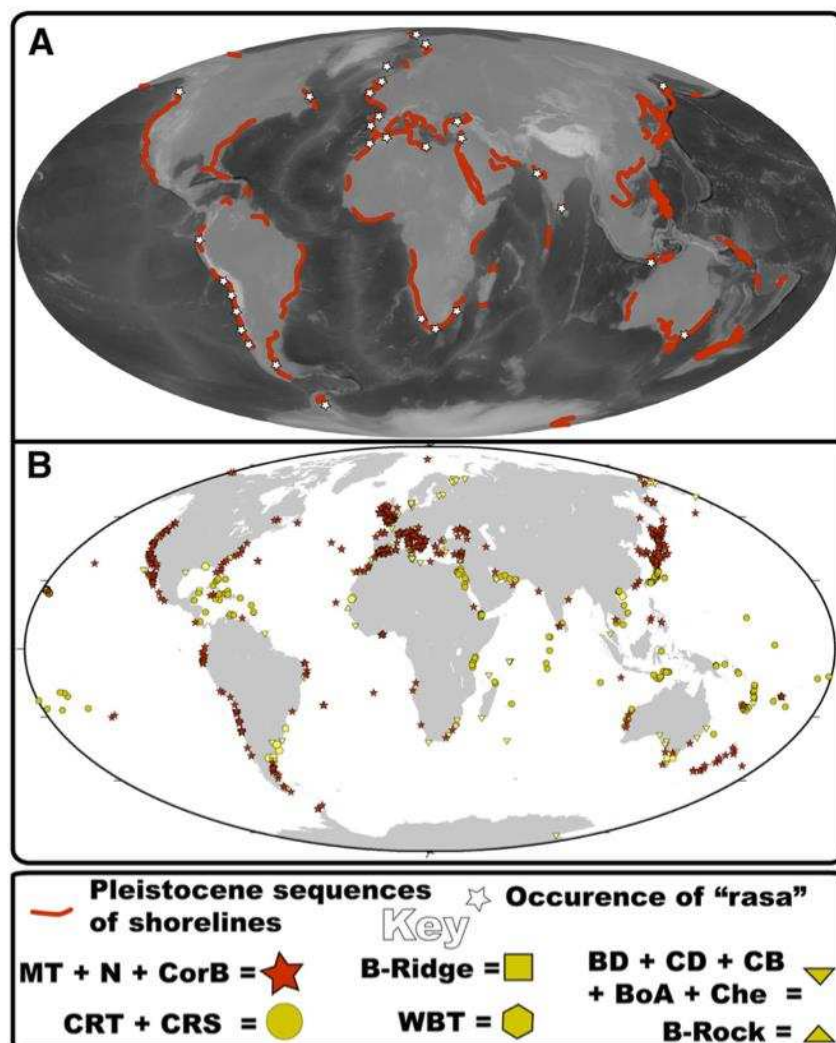 A
B
Pleistocene sequences
of shorelines
Occurence of "rasa"
Key
MT + N + CorB =
B-Ridge =
BD + CD + CB
+ BoA + Che =
CRT + CRS =
WBT =
B-Rock =